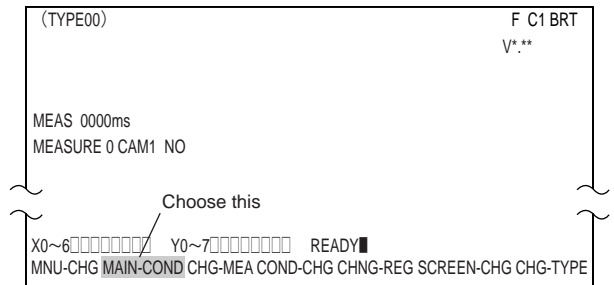 (TYPE00) F C1 BRT
V*.**
MEAS 0000ms
MEASURE 0 CAM1 NO
Choose this
X0～6□□□□□□□□ Y0～7□□□□□□□□ READY■
MNU-CHG MAIN-COND CHG-MEA COND-CHG CHNG-REG SCREEN-CHG CHG-TYPE